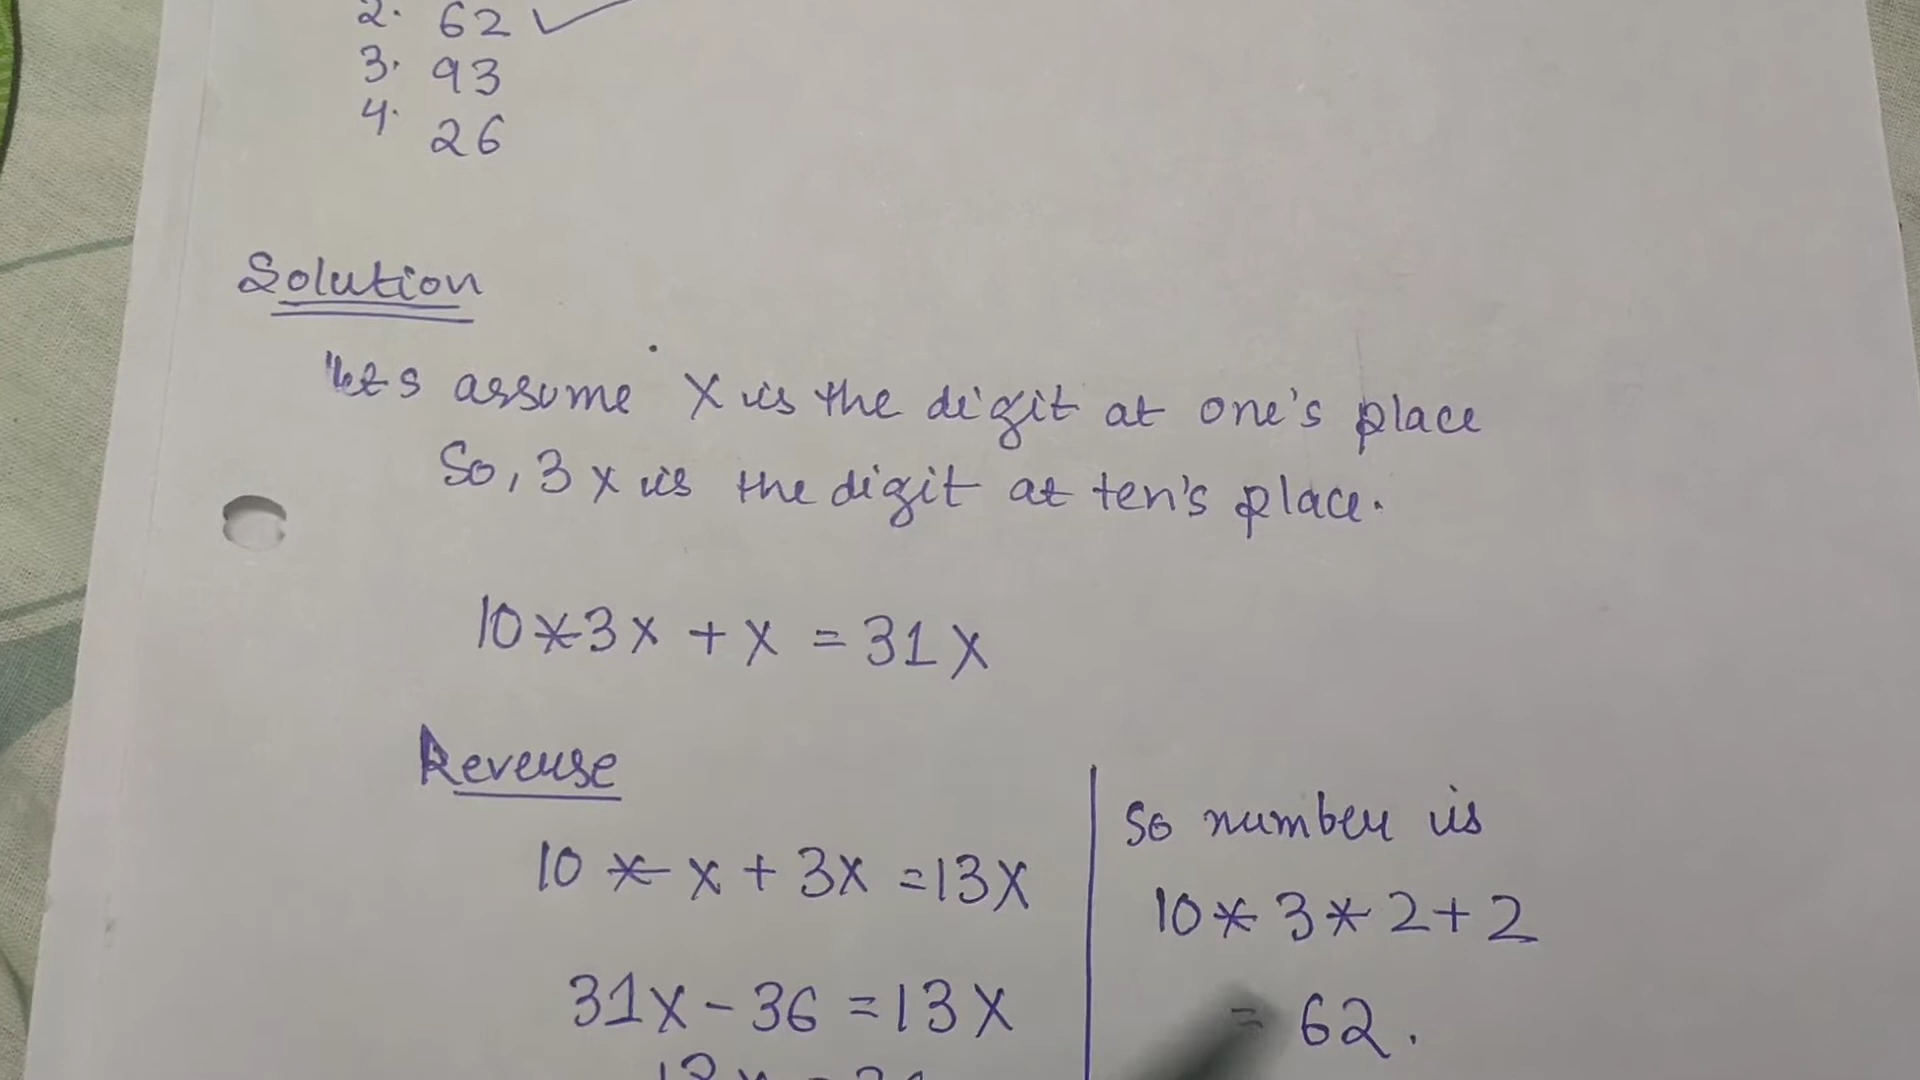 2. 62 ✓
3. 93
4. 26
Solution
lets assume X is the digit at one's place
So, 3x is the digit at ten's place.
10*3x + x = 31x
Reverse
10 * x + 3x = 13x
31x - 36 = 13x
So number is
10 * 3 * 2 + 2
= 62.